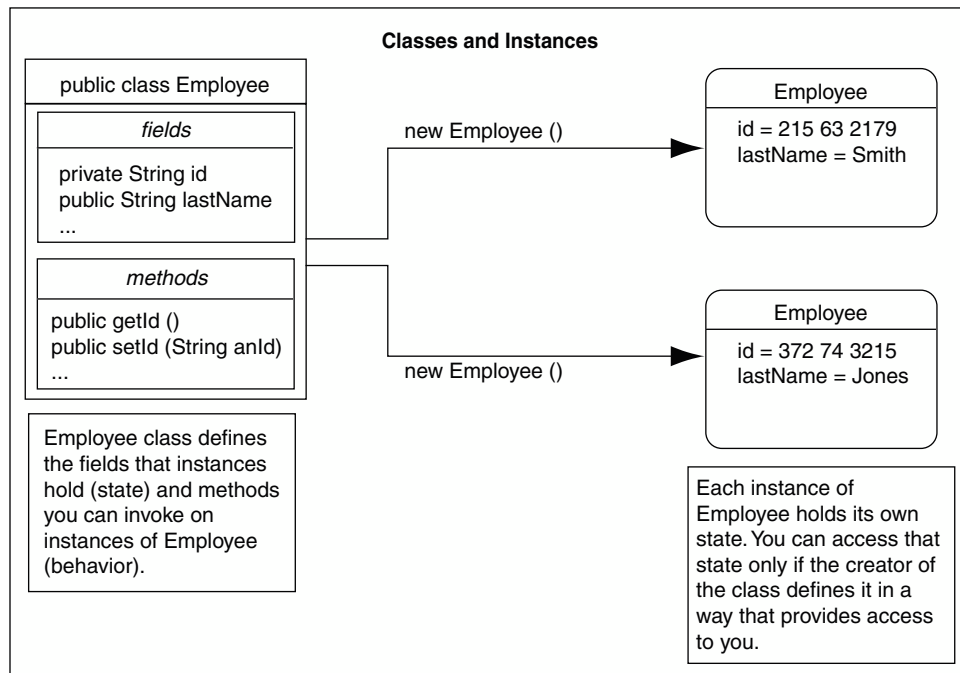 Classes and Instances
public class Employee
fields
private String id
public String lastName
...
methods
public getId ()
public setId (String anId)
...
Employee class defines
the fields that instances
hold (state) and methods
you can invoke on
instances of Employee
(behavior).
new Employee ()
new Employee ()
Employee
id = 215 63 2179
lastName = Smith
Employee
id = 372 74 3215
lastName = Jones
Each instance of
Employee holds its own
state. You can access that
state only if the creator of
the class defines it in a
way that provides access
to you.